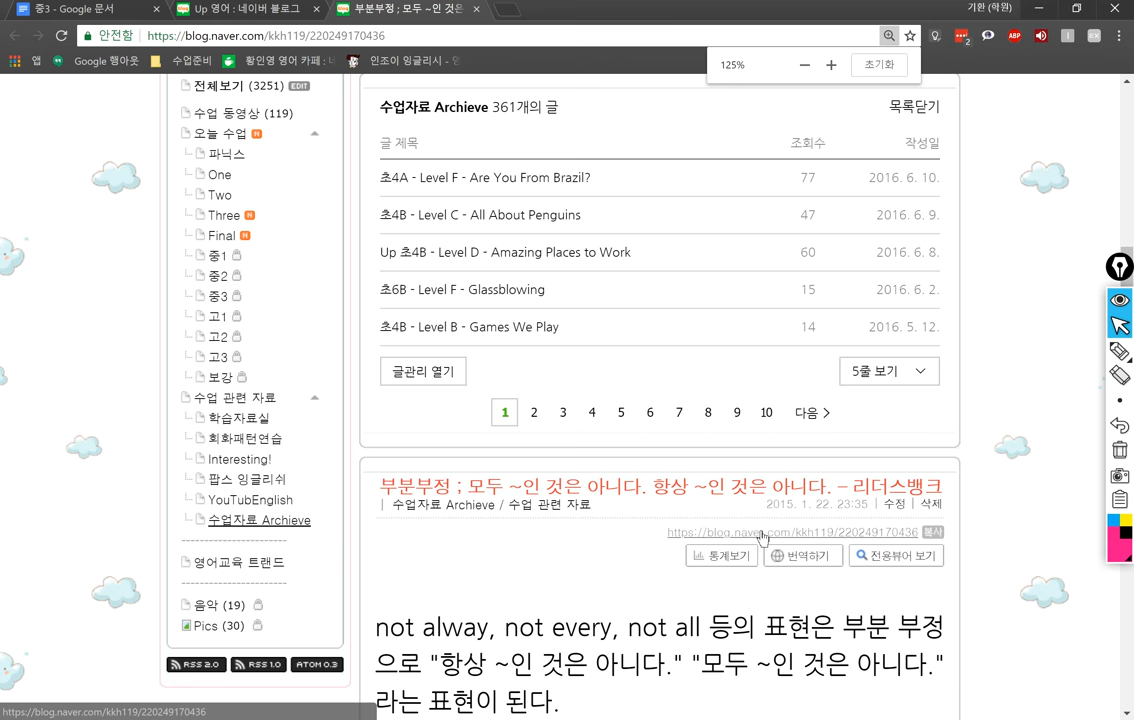 중3 - Google 문서
Up 영어 : 네이버 블로그
부분부정 ; 모두 ~인 것은
기환 (학원)
안전함
https://blog.naver.com/kkh119/220249170436
2
ABP
앱
Google 행아웃
수업준비
황인영 영어 카페 : 네
인조이 잉글리시 - 영
125%
초기화
전체보기 (3251) EDIT
수업 동영상 (119)
오늘 수업 N
파닉스
One
Two
Three N
Final N
중1
중2
중3
고1
고2
고3
보강
수업 관련 자료
학습자료실
회화패턴연습
Interesting!
팝스 잉글리쉬
YouTubEnglish
수업자료 Archieve
영어교육 트랜드
음악 (19)
Pics (30)
RSS 2.0
RSS 1.0
ATOM 0.3
https://blog.naver.com/kkh119/220249170436
수업자료 Archieve 361개의 글
목록닫기
글 제목
조회수
작성일
초4A - Level F - Are You From Brazil?
77
2016. 6. 10.
초4B - Level C - All About Penguins
47
2016. 6. 9.
Up 초4B - Level D - Amazing Places to Work
60
2016. 6. 8.
초6B - Level F - Glassblowing
15
2016. 6. 2.
초4B - Level B - Games We Play
14
2016. 5. 12.
글관리 열기
5줄 보기
1 2 3 4 5 6 7 8 9 10 다음
부분부정 ; 모두 ~인 것은 아니다. 항상 ~인 것은 아니다. – 리더스뱅크
| 수업자료 Archieve / 수업 관련 자료
2015. 1. 22. 23:35 | 수정 | 삭제
https://blog.naver.com/kkh119/220249170436 복사
통계보기
번역하기
전용뷰어 보기
not alway, not every, not all 등의 표현은 부분 부정
으로 "항상 ~인 것은 아니다." "모두 ~인 것은 아니다."
라는 표현이 된다.